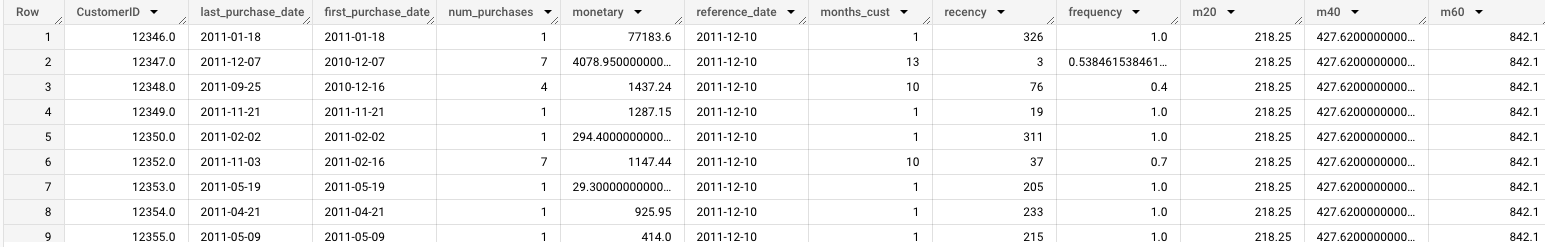 Row CustomerID last_purchase_date first_purchase_date num_purchases monetary reference_date months_cust recency frequency m20 m40 m60
1 12346.0 2011-01-18 2011-01-18 1 77183.6 2011-12-10 1 326 1.0 218.25 427.6200000000... 842.1
2 12347.0 2011-12-07 2010-12-07 7 4078.950000000... 2011-12-10 13 3 0.538461538461... 218.25 427.6200000000... 842.1
3 12348.0 2011-09-25 2010-12-16 4 1437.24 2011-12-10 10 76 0.4 218.25 427.6200000000... 842.1
4 12349.0 2011-11-21 2011-11-21 1 1287.15 2011-12-10 1 19 1.0 218.25 427.6200000000... 842.1
5 12350.0 2011-02-02 2011-02-02 1 294.4000000000... 2011-12-10 1 311 1.0 218.25 427.6200000000... 842.1
6 12352.0 2011-11-03 2011-02-16 7 1147.44 2011-12-10 10 37 0.7 218.25 427.6200000000... 842.1
7 12353.0 2011-05-19 2011-05-19 1 29.30000000000... 2011-12-10 1 205 1.0 218.25 427.6200000000... 842.1
8 12354.0 2011-04-21 2011-04-21 1 925.95 2011-12-10 1 233 1.0 218.25 427.6200000000... 842.1
9 12355.0 2011-05-09 2011-05-09 1 414.0 2011-12-10 1 215 1.0 218.25 427.6200000000... 842.1